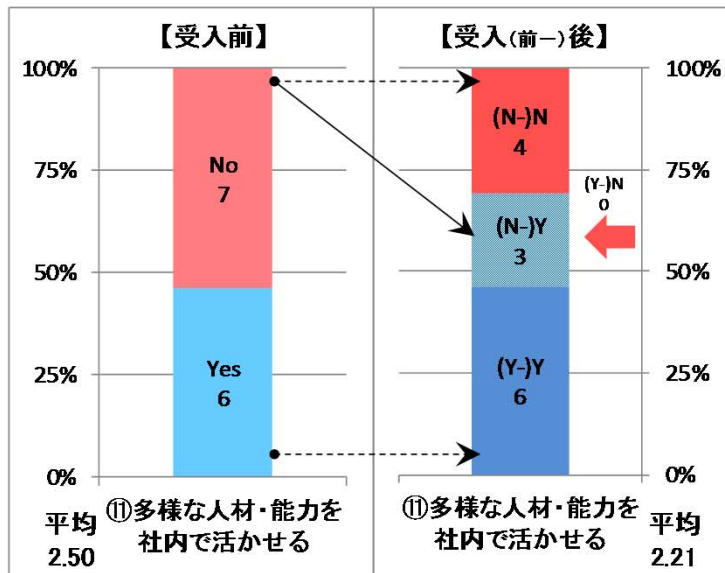 【受入前】
100%
75%
50%
25%
0%
No
7
Yes
6
⑪多様な人材・能力を
社内で活かせる
平均
2.50
【受入(前ー)後】
(N-)N
4
(N-)Y
3
(Y-)Y
6
(Y-)N
0
100%
75%
50%
25%
0%
⑪多様な人材・能力を
社内で活かせる
平均
2.21